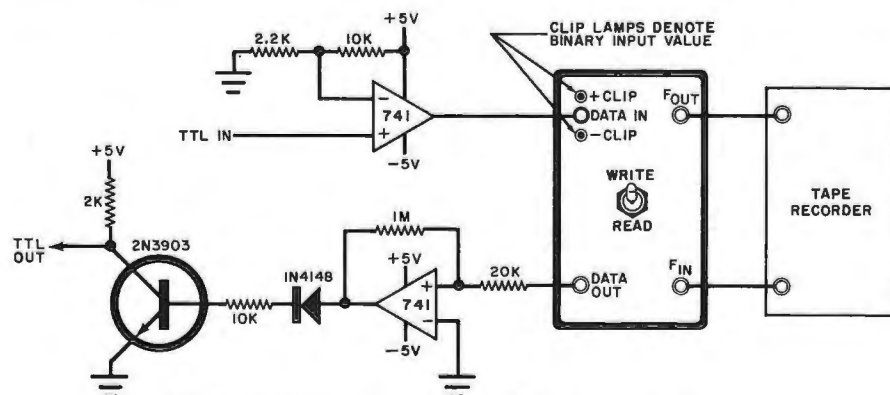 CLIP LAMPS DENOTE
BINARY INPUT VALUE
+5V
2.2K
10K
-
741
+
TTL IN
-5V
+CLIP
DATA IN
-CLIP
FOUT
WRITE
READ
TAPE
RECORDER
+5V
2K
TTL
OUT
2N3903
10K
1N4148
1M
+5V
+
741
-
-5V
20K
DATA
OUT
FIN